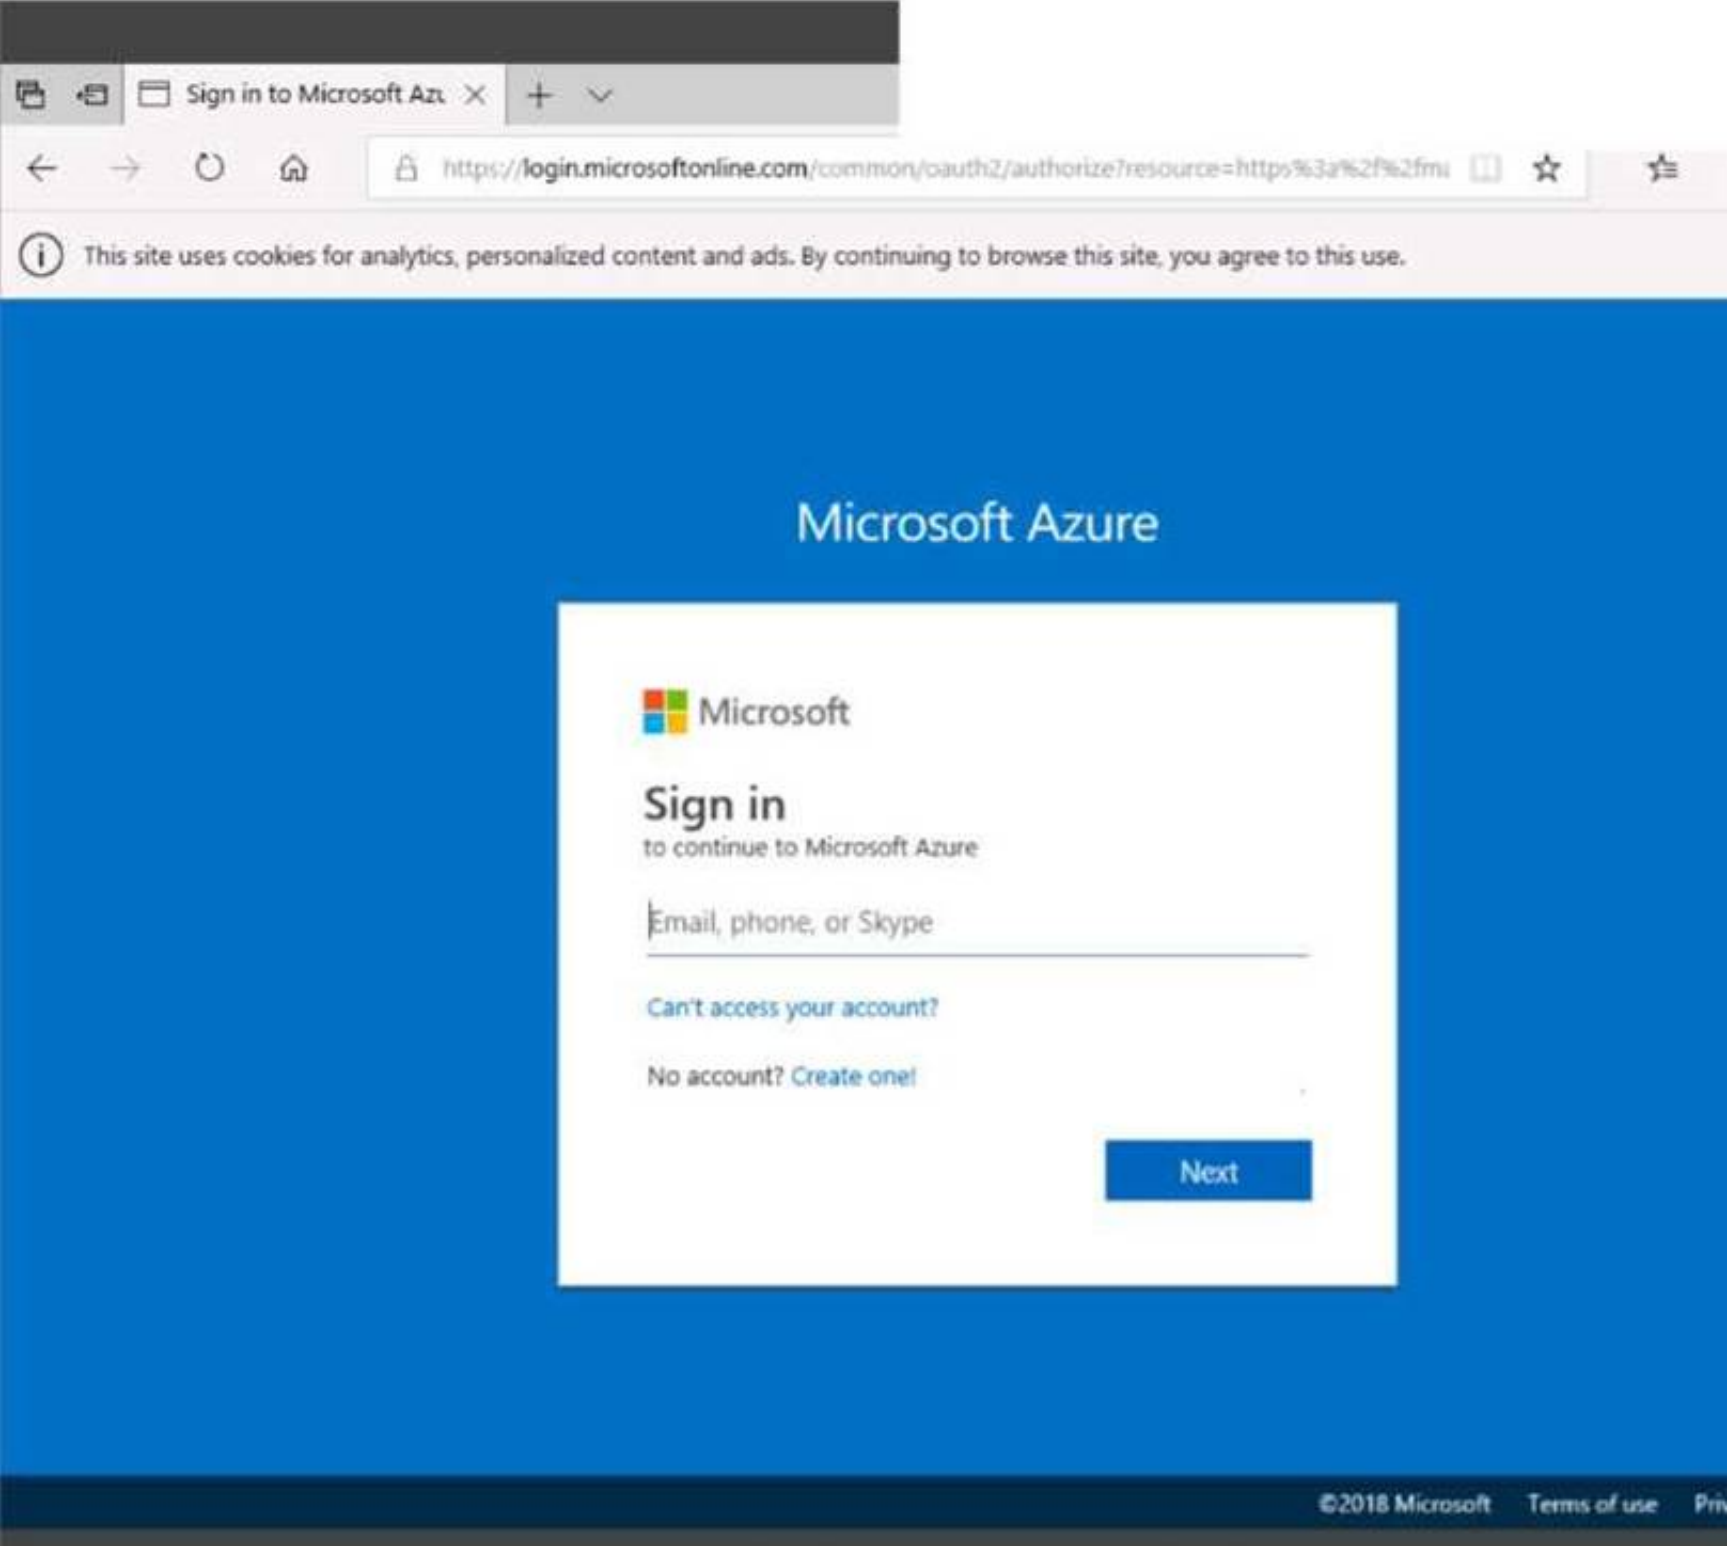 Sign in to Microsoft Azu
https://login.microsoftonline.com/common/oauth2/authorize?resource=https%3a%2f%2fma
This site uses cookies for analytics, personalized content and ads. By continuing to browse this site, you agree to this use.
Microsoft Azure
Microsoft
Sign in
to continue to Microsoft Azure
Email, phone, or Skype
Can't access your account?
No account? Create one!
Next
©2018 Microsoft Terms of use Priv